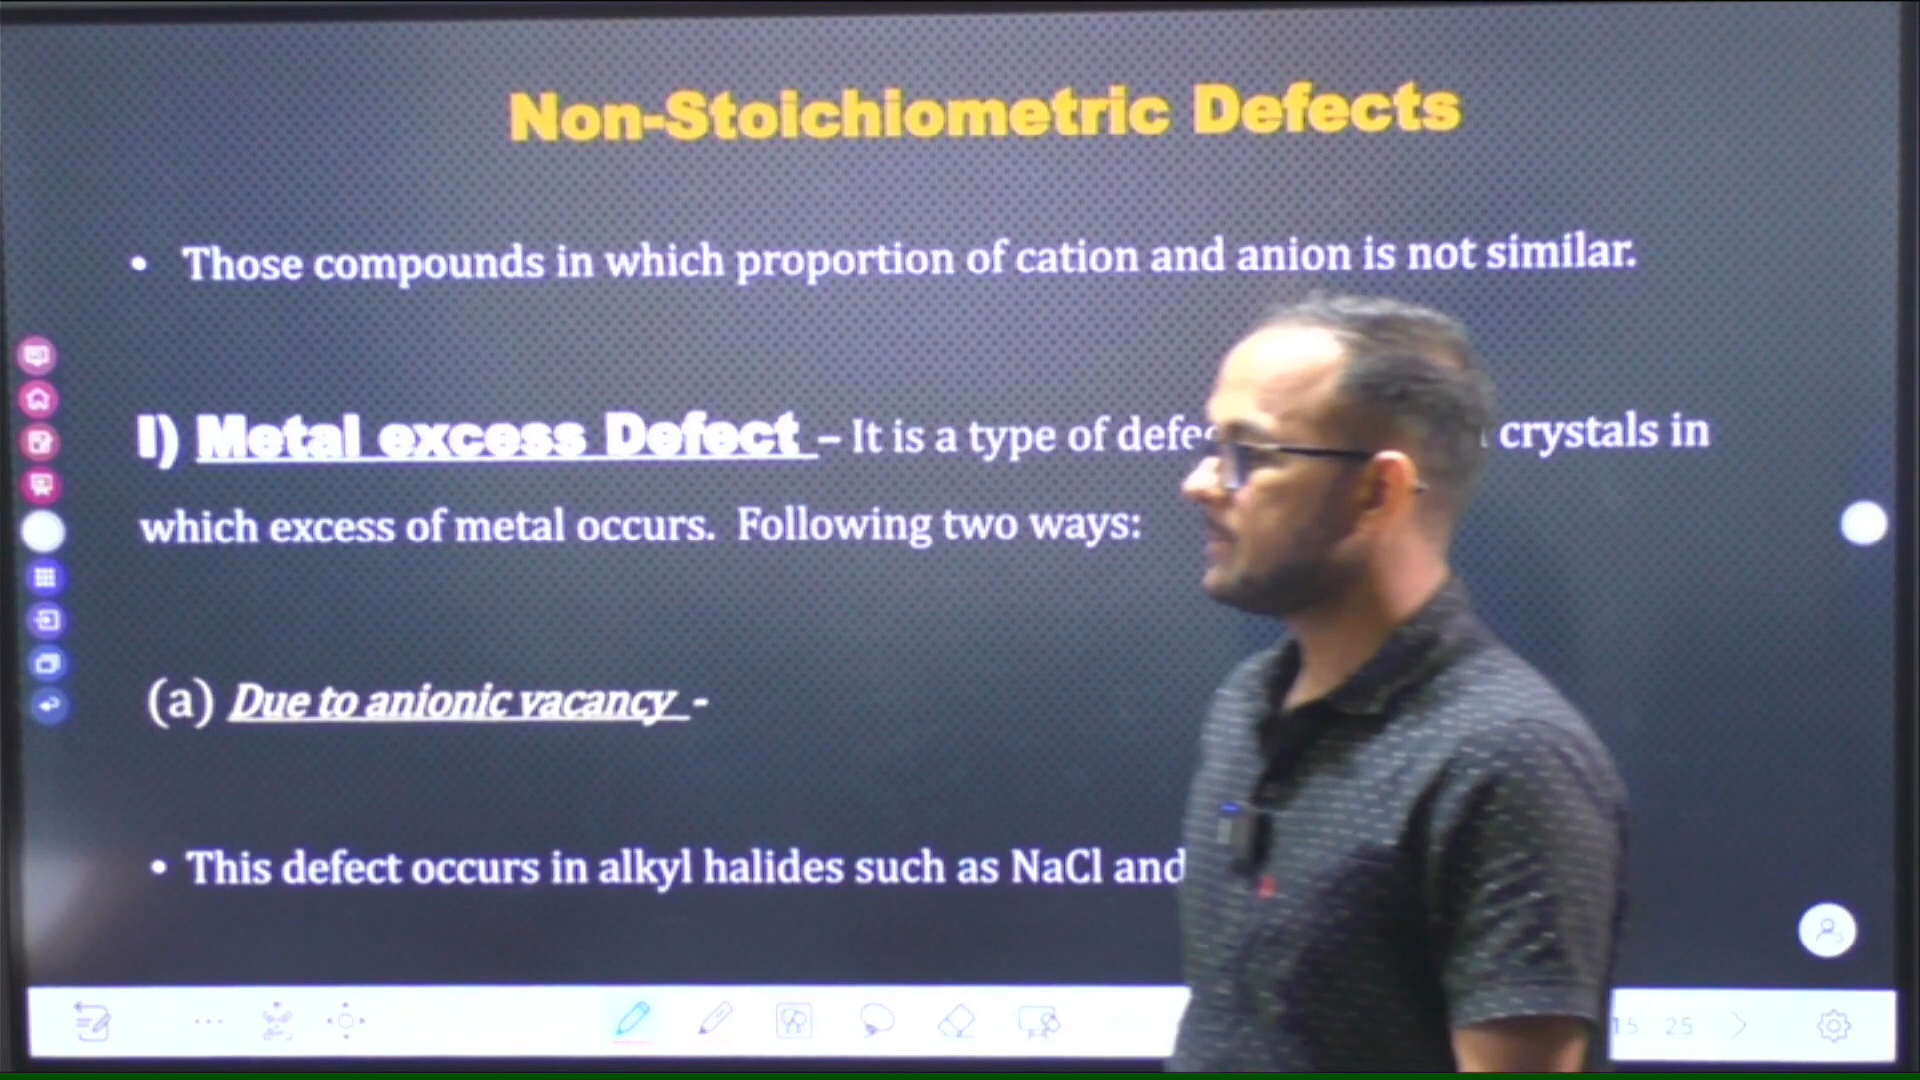 Non-Stoichiometric Defects
• Those compounds in which proportion of cation and anion is not similar.
I) Metal excess Defect – It is a type of crystals in
which excess of metal occurs. Following two ways:
(a) Due to anionic vacancy -
• This defect occurs in alkyl halides such as NaCl and
15 25